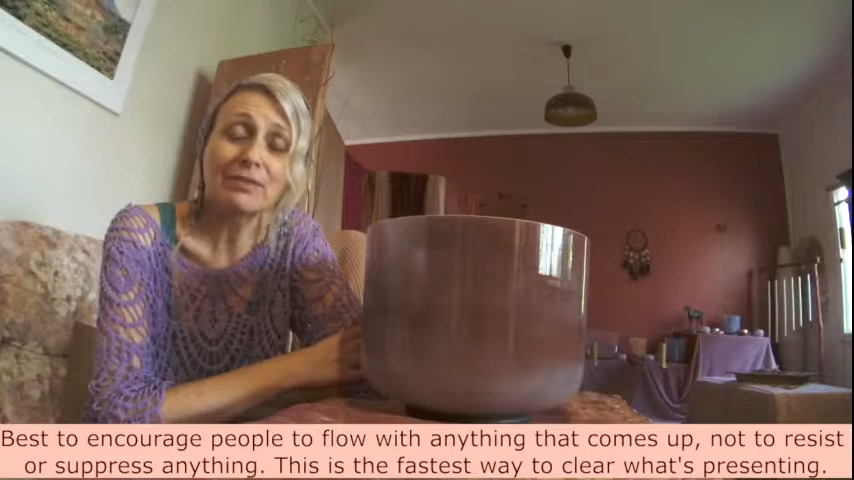 Best to encourage people to flow with anything that comes up, not to resist
or suppress anything. This is the fastest way to clear what's presenting.